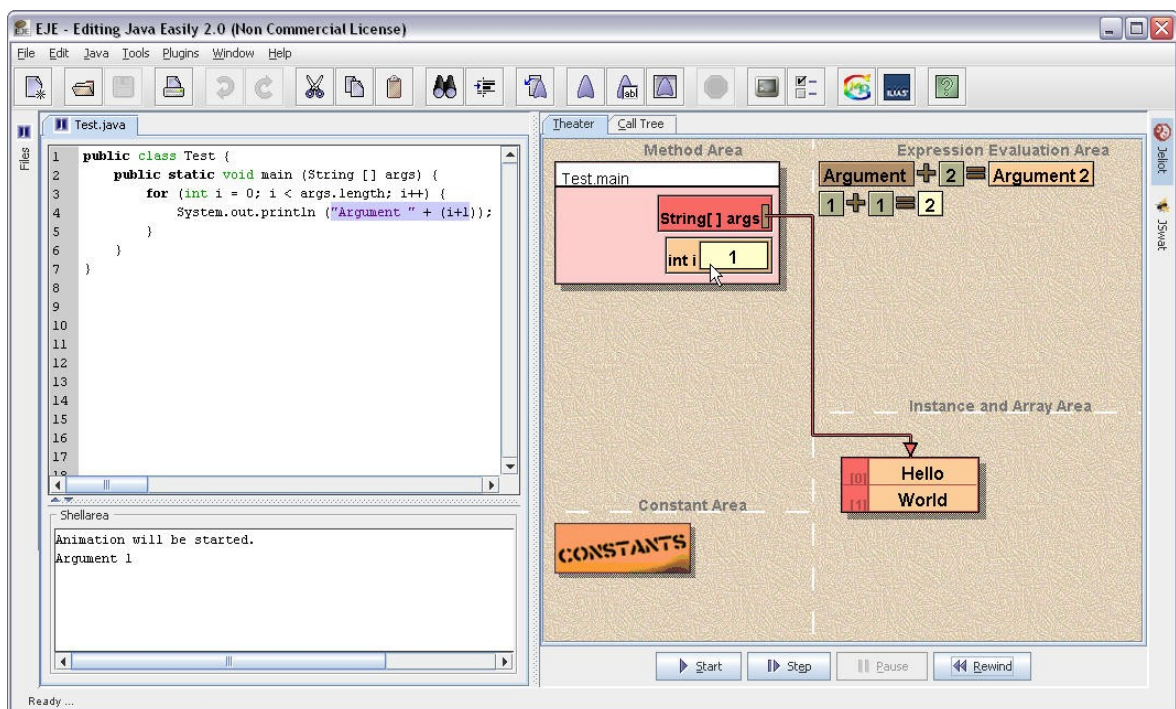 EJE - Editing Java Easily 2.0 (Non Commercial License)
File Edit Java Tools Plugins Window Help
abl
ILIAS
Files
Test.java
1 public class Test {
2 public static void main (String [] args) {
3 for (int i = 0; i < args.length; i++) {
4 System.out.println ("Argument " + (i+1));
5 }
6 }
7 }
8
9
10
11
12
13
14
15
16
17
18
Shellarea
Animation will be started.
Argument 1
Theater Call Tree
Method Area
Test.main
String[ ] args
int i 1
Expression Evaluation Area
Argument + 2 = Argument 2
1 + 1 = 2
Instance and Array Area
[0] Hello
[1] World
Constant Area
CONSTANTS
Start Step Pause Rewind
Jeliot
JSwat
Ready ...